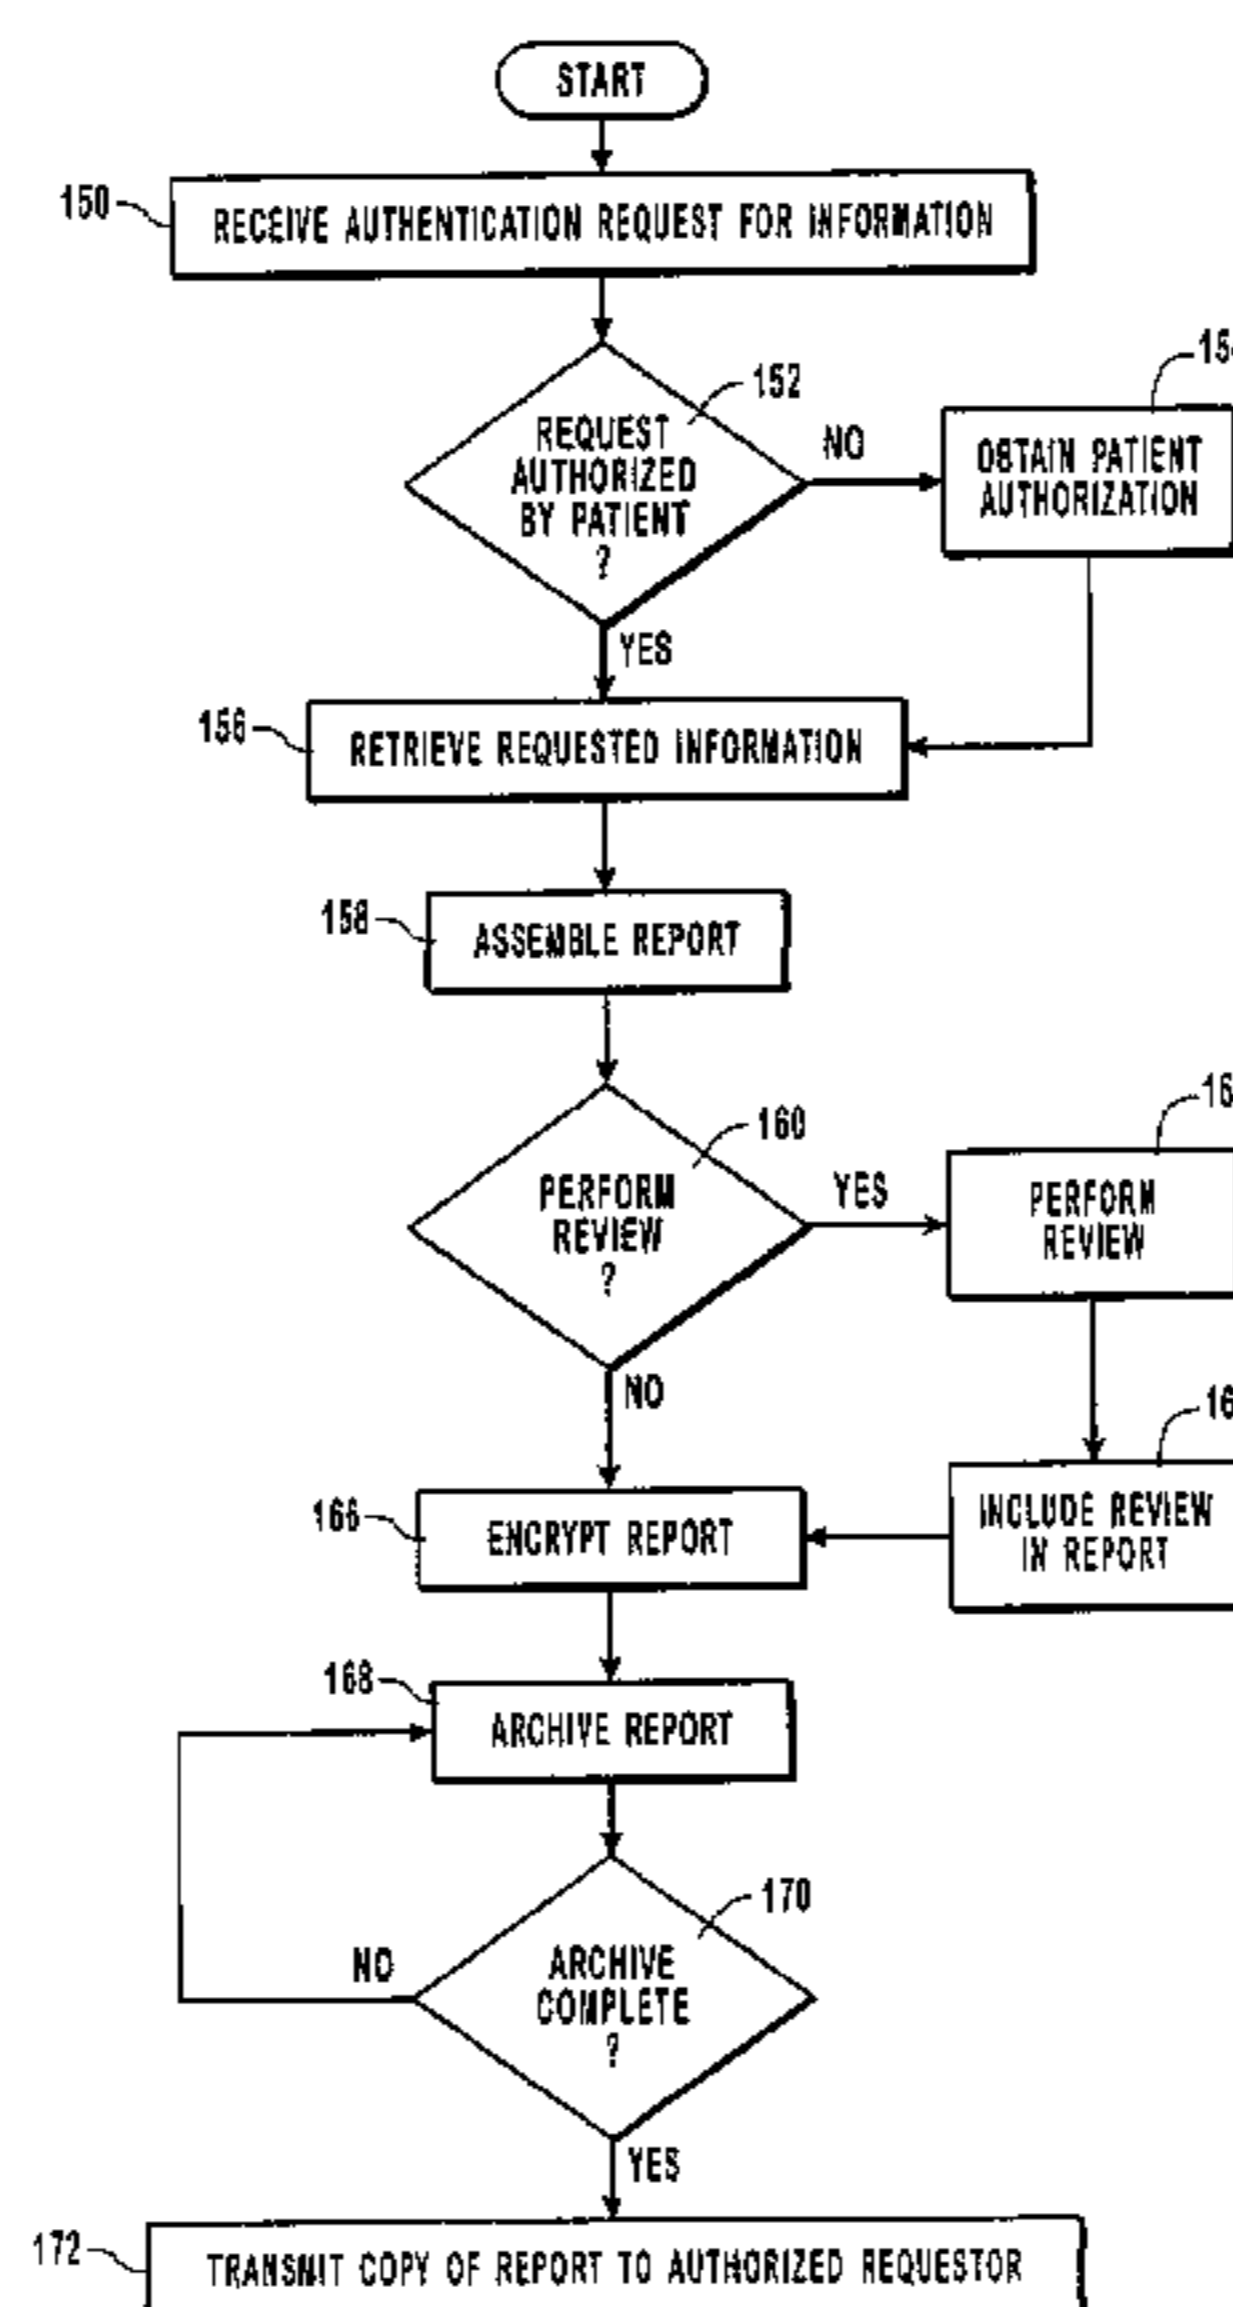 START
150
RECEIVE AUTHENTICATION REQUEST FOR INFORMATION
152
REQUEST
AUTHORIZED
BY PATIENT
?
NO
OBTAIN PATIENT
AUTHORIZATION
YES
156
RETRIEVE REQUESTED INFORMATION
158
ASSEMBLE REPORT
160
PERFORM
REVIEW
?
YES
PERFORM
REVIEW
NO
INCLUDE REVIEW
IN REPORT
166
ENCRYPT REPORT
168
ARCHIVE REPORT
170
ARCHIVE
COMPLETE
?
NO
YES
172
TRANSMIT COPY OF REPORT TO AUTHORIZED REQUESTOR